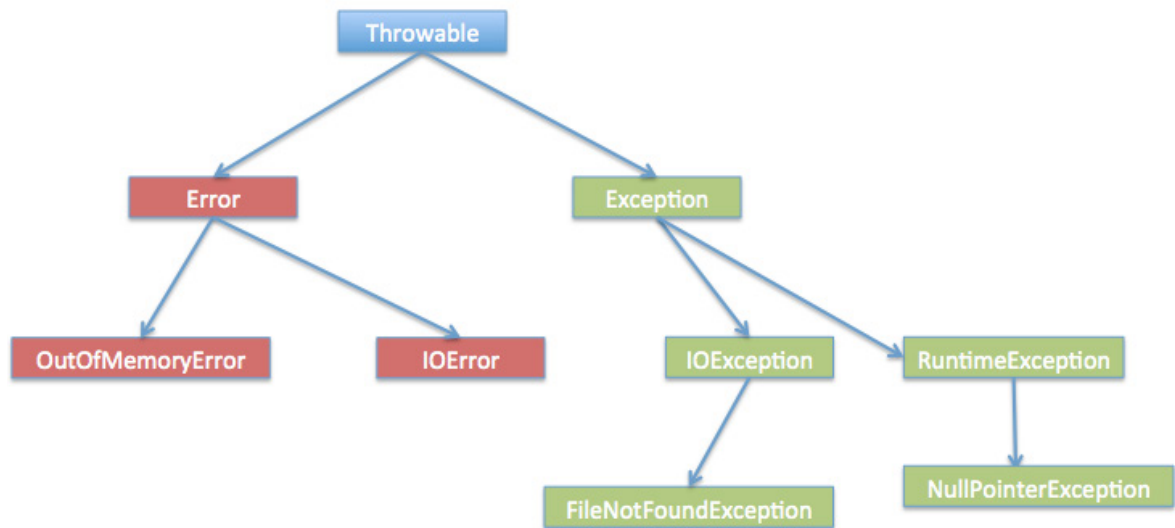 Throwable
Error
Exception
OutOfMemoryError
IOError
IOException
RuntimeException
FileNotFoundException
NullPointerException